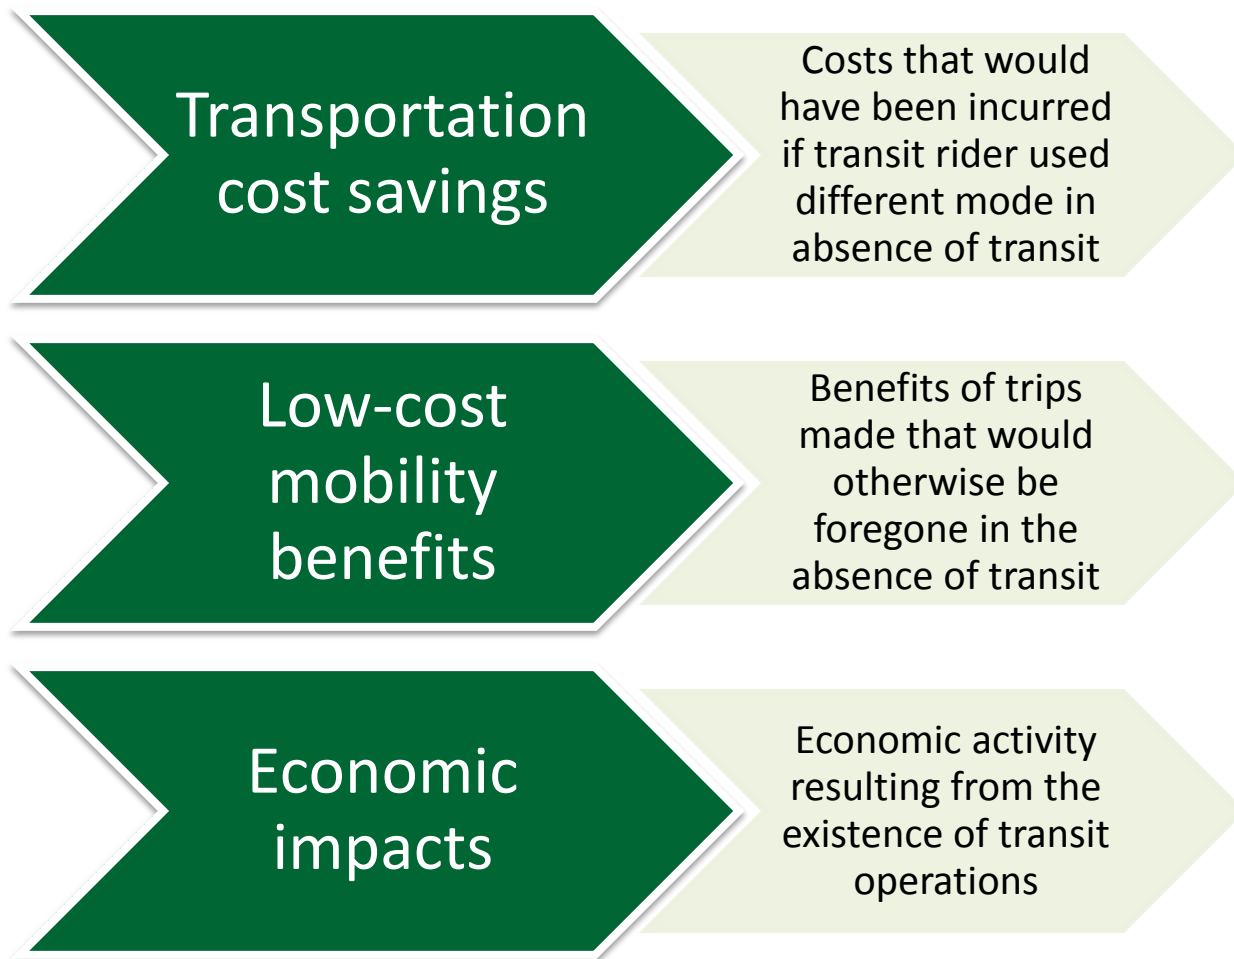 Transportation
cost savings
Costs that would
have been incurred
if transit rider used
different mode in
absence of transit
Low-cost
mobility
benefits
Benefits of trips
made that would
otherwise be
foregone in the
absence of transit
Economic
impacts
Economic activity
resulting from the
existence of transit
operations